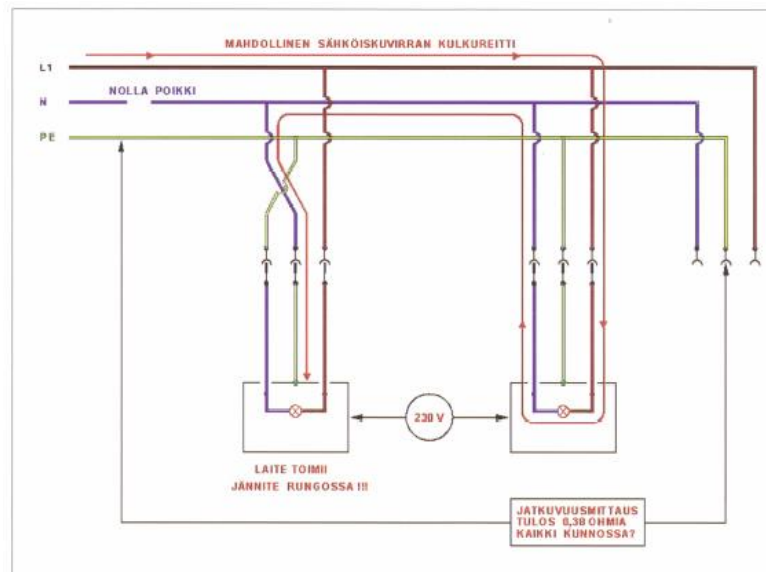 MAHDOLLINEN SÄHKÖISKUVIRRAN KULKUREITTI
L1
NOLLA POIKKI
N
PE
230 V
LAITE TOIMII
JÄNNITE RUNGOSSA !!!
JATKUVUUSMITTAUS
TULOS 0,38 OHMIA
KAIKKI KUNNOSSA?